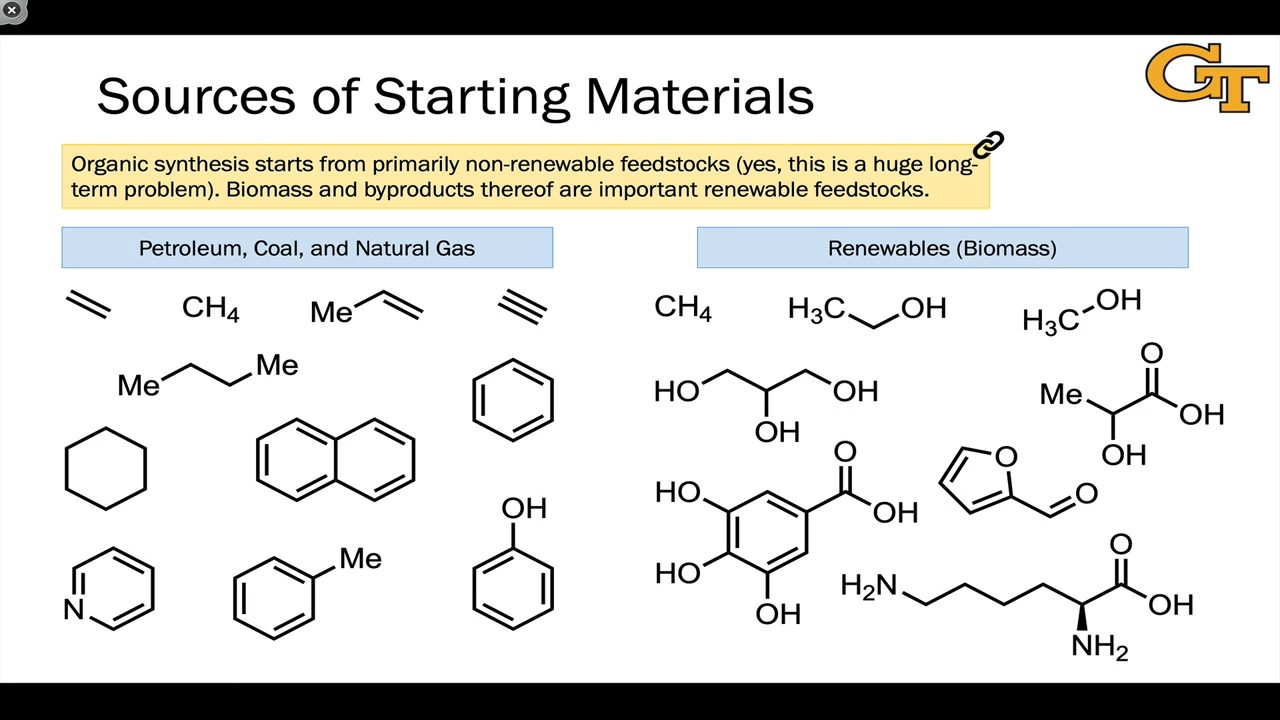 GT
Sources of Starting Materials
Organic synthesis starts from primarily non-renewable feedstocks (yes, this is a huge long-
term problem). Biomass and byproducts thereof are important renewable feedstocks.
Petroleum, Coal, and Natural Gas
CH₄
Me
Me
Me
OH
N
Me
Renewables (Biomass)
CH₄
H₃C
OH
H₃C
OH
HO
OH
OH
O
Me
OH
OH
O
HO
OH
HO
OH
O
O
O
H₂N
OH
NH₂